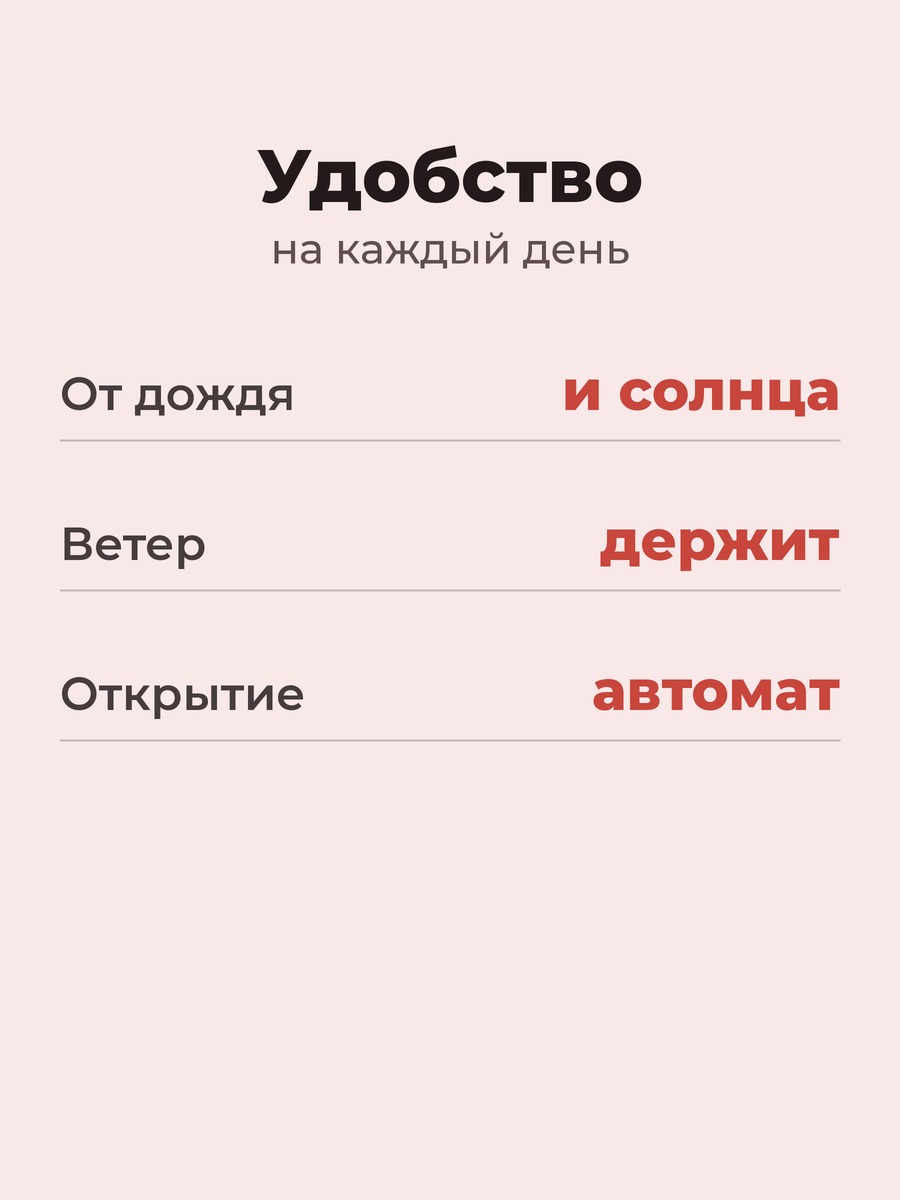 Удобство
на каждый день
От дождя и солнца
Ветер держит
Открытие автомат